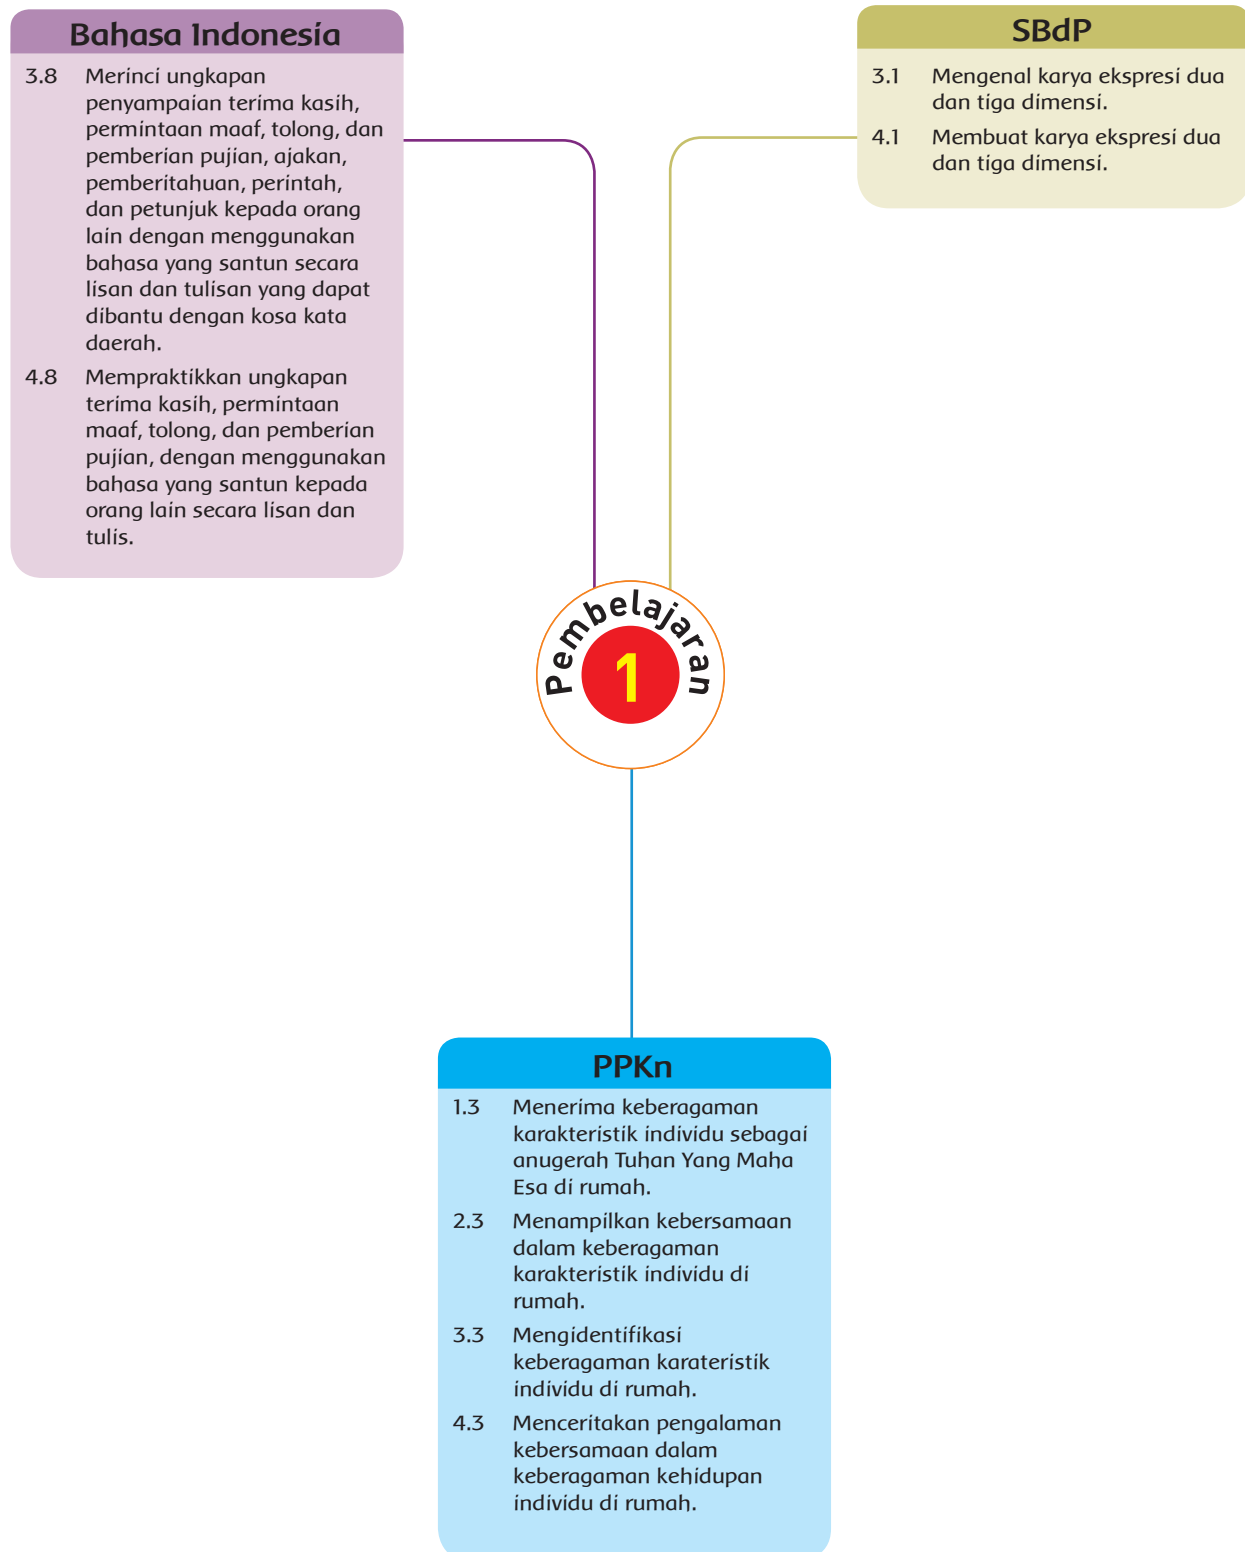 Bahasa Indonesia
3.8 Merinci ungkapan
penyampaian terima kasih,
permintaan maaf, tolong, dan
pemberian pujian, ajakan,
pemberitahuan, perintah,
dan petunjuk kepada orang
lain dengan menggunakan
bahasa yang santun secara
lisan dan tulisan yang dapat
dibantu dengan kosa kata
daerah.
4.8 Mempraktikkan ungkapan
terima kasih, permintaan
maaf, tolong, dan pemberian
pujian, dengan menggunakan
bahasa yang santun kepada
orang lain secara lisan dan
tulis.
SBdP
3.1 Mengenal karya ekspresi dua
dan tiga dimensi.
4.1 Membuat karya ekspresi dua
dan tiga dimensi.
Pembelajaran
1
PPKn
1.3 Menerima keberagaman
karakteristik individu sebagai
anugerah Tuhan Yang Maha
Esa di rumah.
2.3 Menampilkan kebersamaan
dalam keberagaman
karakteristik individu di
rumah.
3.3 Mengidentifikasi
keberagaman karateristik
individu di rumah.
4.3 Menceritakan pengalaman
kebersamaan dalam
keberagaman kehidupan
individu di rumah.